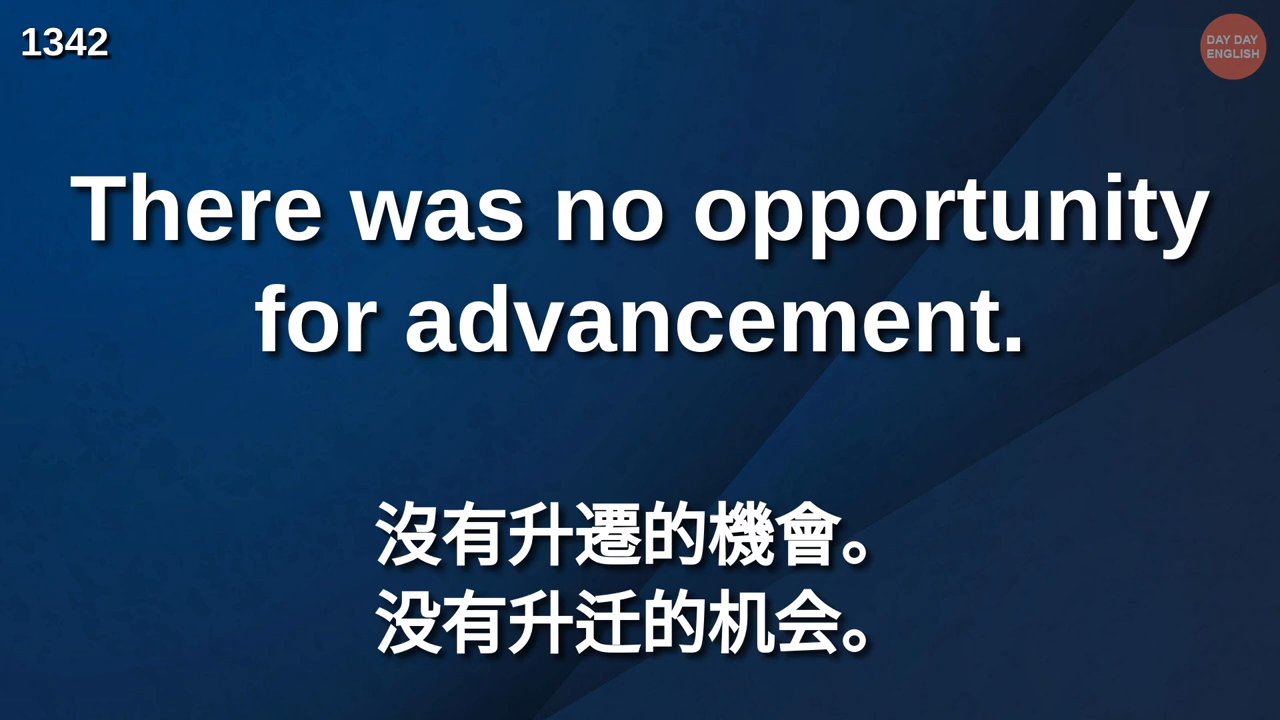 1342
DAY DAY
ENGLISH
There was no opportunity
for advancement.
沒有升遷的機會。
没有升迁的机会。